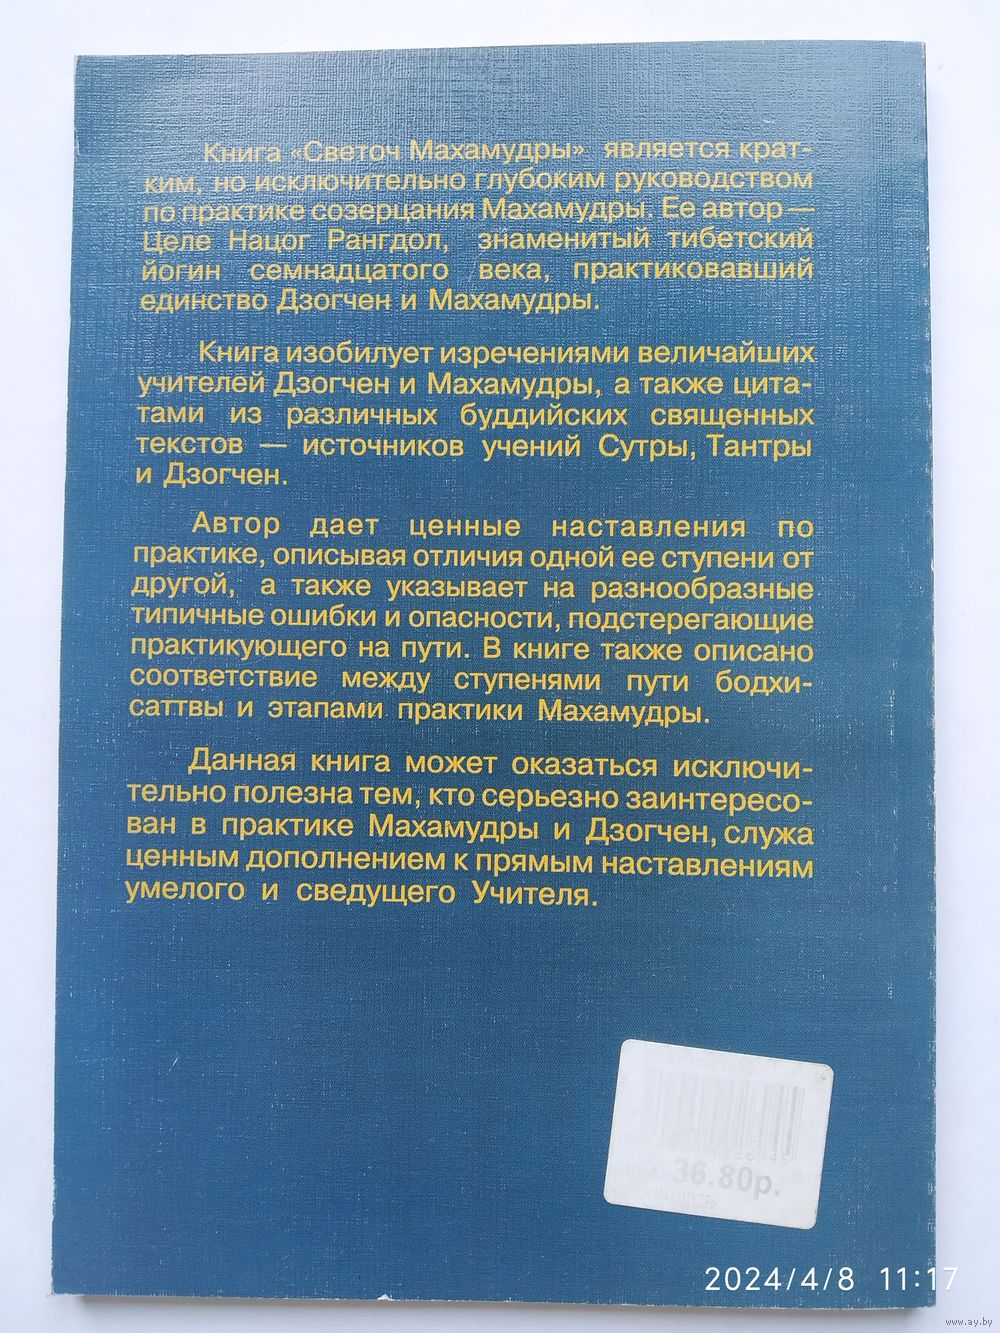 Книга «Светоч Махамудры» является крат-
ким, но исключительно глубоким руководством
по практике созерцания Махамудры. Ее автор —
Целе Нацог Рангдол, знаменитый тибетский
йогин семнадцатого века, практиковавший
единство Дзогчен и Махамудры.
Книга изобилует изречениями величайших
учителей Дзогчен и Махамудры, а также цита-
тами из различных буддийских священных
текстов — источников учений Сутры, Тантры
и Дзогчен.
Автор дает ценные наставления по
практике, описывая отличия одной ее ступени от
другой, а также указывает на разнообразные
типичные ошибки и опасности, подстерегающие
практикующего на пути. В книге также описано
соответствие между ступенями пути бодхи-
саттвы и этапами практики Махамудры.
Данная книга может оказаться исключи-
тельно полезна тем, кто серьезно заинтересо-
ван в практике Махамудры и Дзогчен, служа
ценным дополнением к прямым наставлениям
умелого и сведущего Учителя.
36.80р.
2024/4/8 11:17
www.ay.by